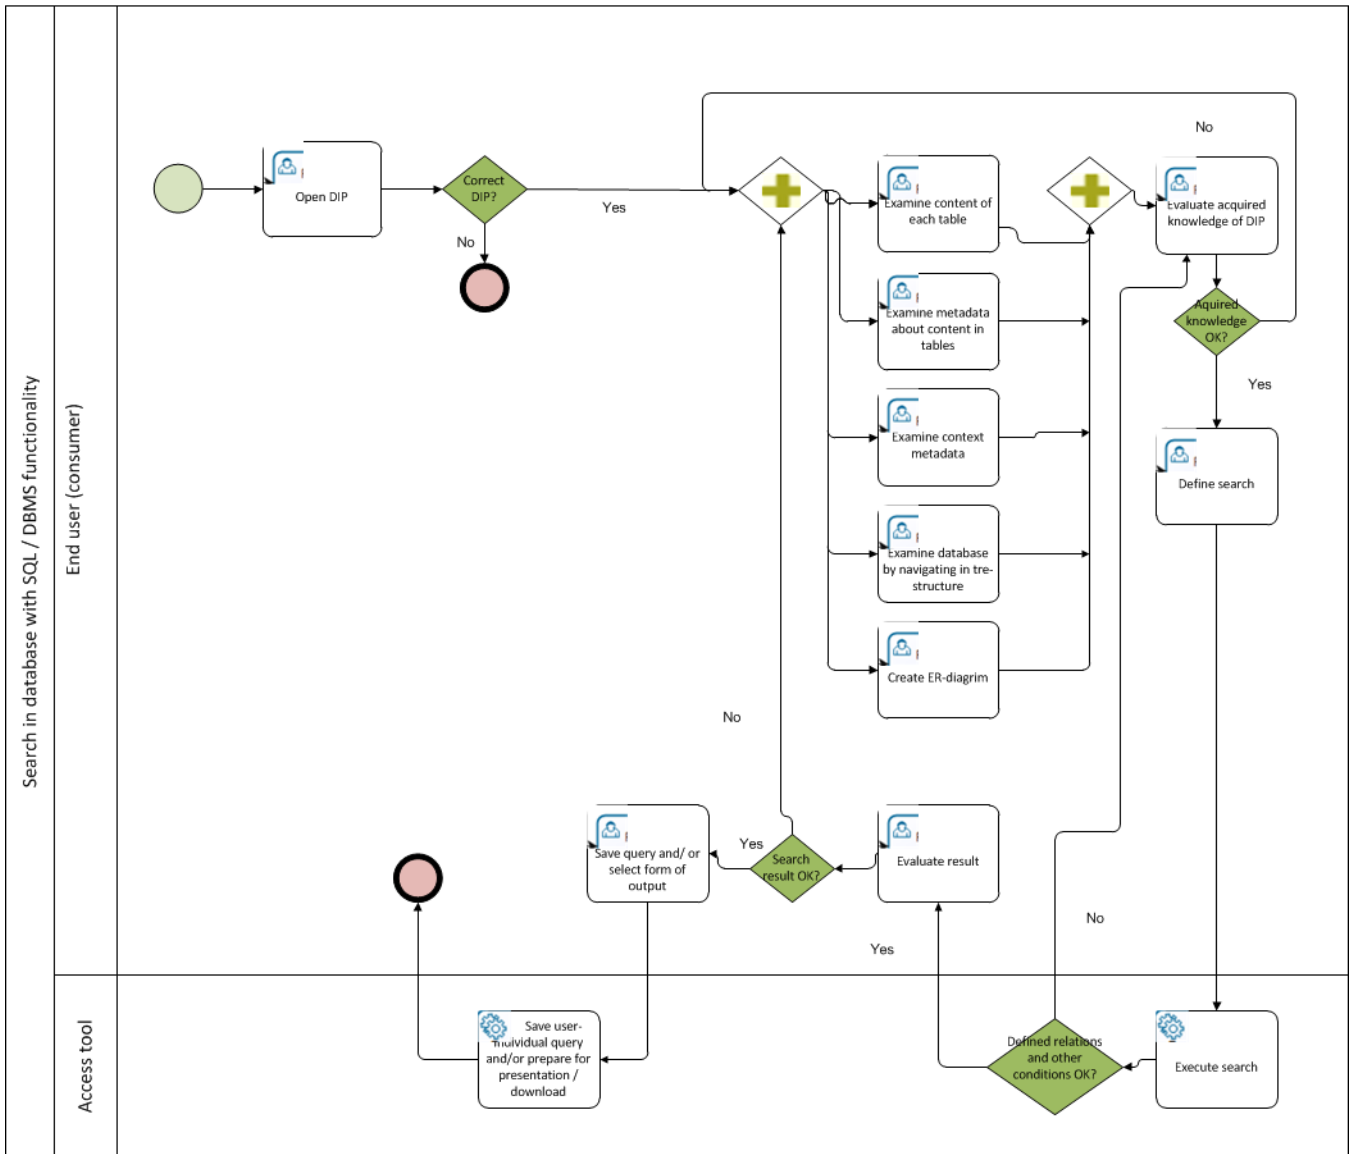 Search in database with SQL / DBMS functionality
End user (consumer)
Access tool
Open DIP
Correct
DIP?
No
Yes
Examine content of
each table
Examine metadata
about content in
tables
Examine context
metadata
Examine database
by navigating in tre-
structure
Create ER-diagrim
No
Evaluate acquired
knowledge of DIP
Aquired
knowledge
OK?
Yes
Define search
No
Save query and/ or
select form of
output
Yes
Search
result OK?
Evaluate result
Yes
No
Save user-
individual query
and/or prepare for
presentation /
download
Defined relations
and other
conditions OK?
Execute search